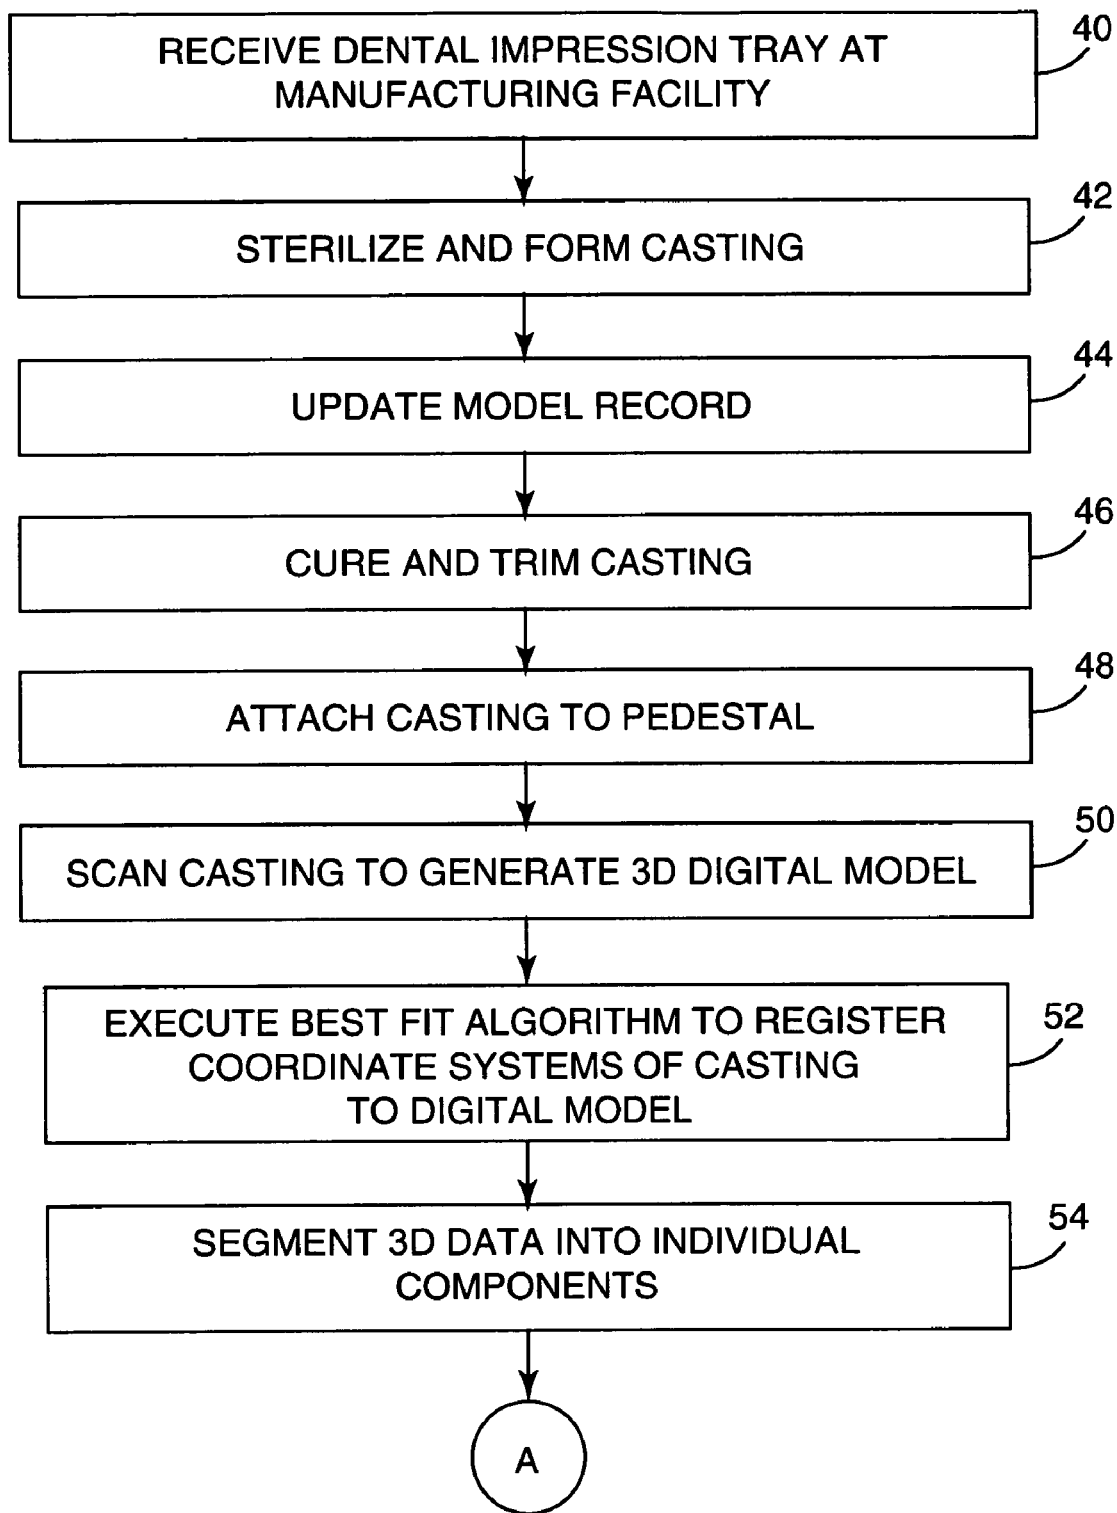 RECEIVE DENTAL IMPRESSION TRAY AT
MANUFACTURING FACILITY
40
STERILIZE AND FORM CASTING
42
UPDATE MODEL RECORD
44
CURE AND TRIM CASTING
46
ATTACH CASTING TO PEDESTAL
48
SCAN CASTING TO GENERATE 3D DIGITAL MODEL
50
EXECUTE BEST FIT ALGORITHM TO REGISTER
COORDINATE SYSTEMS OF CASTING
TO DIGITAL MODEL
52
SEGMENT 3D DATA INTO INDIVIDUAL
COMPONENTS
54
A